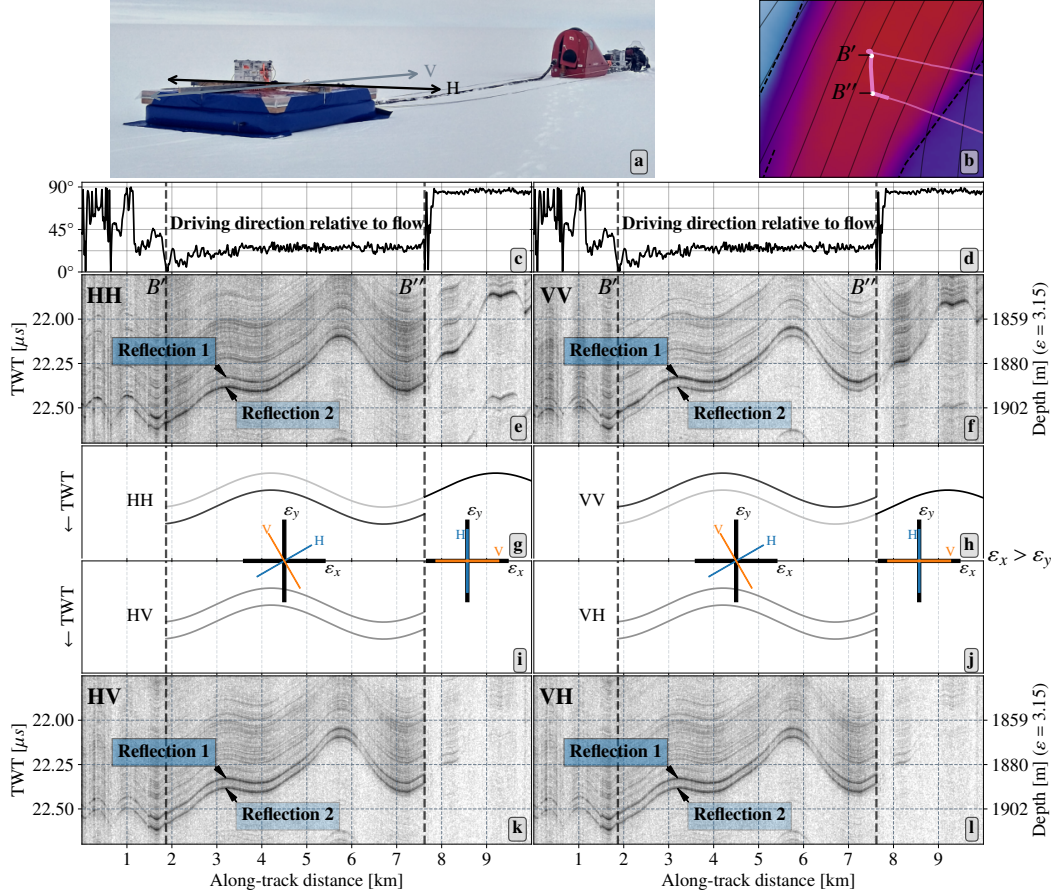 V
H
a
B′
B′′
b
90°
45°
0°
Driving direction relative to flow
c
Driving direction relative to flow
d
HH
B′
B′′
VV
B′
B′′
TWT [μs]
22.00
22.25
22.50
Reflection 1
Reflection 2
e
Reflection 1
Reflection 2
f
1859
1880
1902
Depth [m] (ε = 3.15)
← TWT
HH
εy
V
H
εx
g
εy
H
V
εx
VV
εy
V
H
εx
h
εy
H
V
εx
εx > εy
← TWT
HV
i
VH
j
HV
VH
TWT [μs]
22.00
22.25
22.50
Reflection 1
Reflection 2
k
Reflection 1
Reflection 2
l
1859
1880
1902
Depth [m] (ε = 3.15)
1 2 3 4 5 6 7 8 9
Along-track distance [km]
1 2 3 4 5 6 7 8 9
Along-track distance [km]